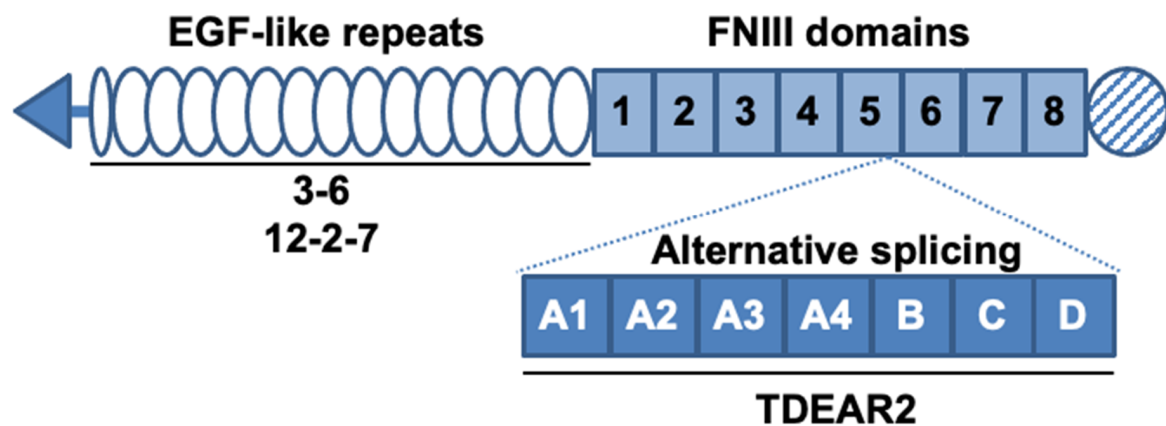 EGF-like repeats FNIII domains
1 2 3 4 5 6 7 8
3-6
12-2-7
Alternative splicing
A1 A2 A3 A4 B C D
TDEAR2